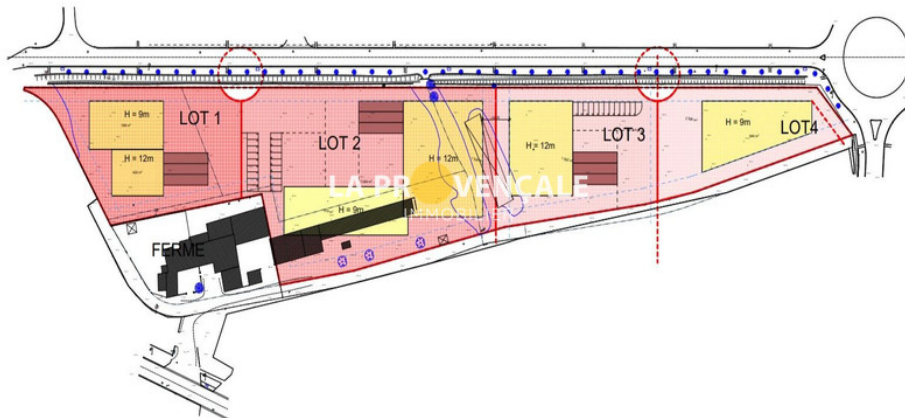 H = 9m
LOT 1
H = 12m
LOT 2
H = 12m
H = 9m
H = 12m
LOT 3
H = 9m
LOT4
LA PROVENCALE
IMMOBILIER
FERME